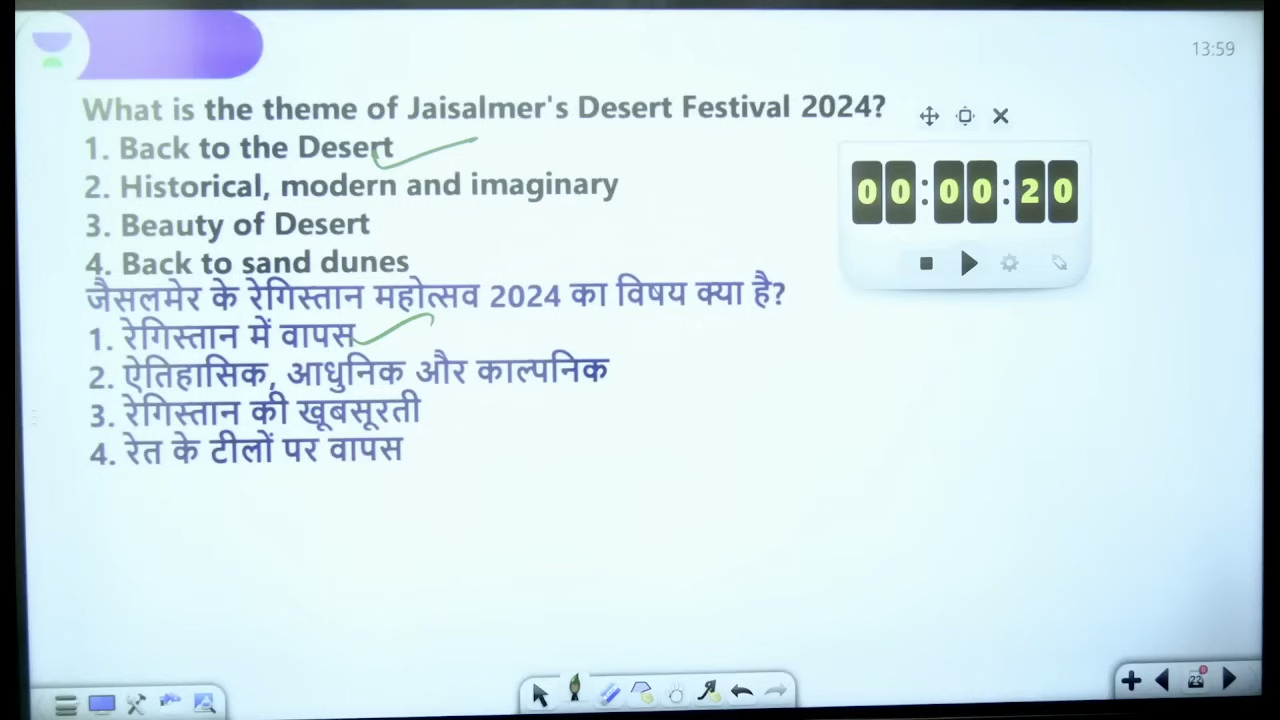 13:59
What is the theme of Jaisalmer's Desert Festival 2024?
1. Back to the Desert
2. Historical, modern and imaginary
3. Beauty of Desert
4. Back to sand dunes
जैसलमेर के रेगिस्तान महोत्सव 2024 का विषय क्या है?
1. रेगिस्तान में वापस
2. ऐतिहासिक, आधुनिक और काल्पनिक
3. रेगिस्तान की खूबसूरती
4. रेत के टीलों पर वापस
00:00:20